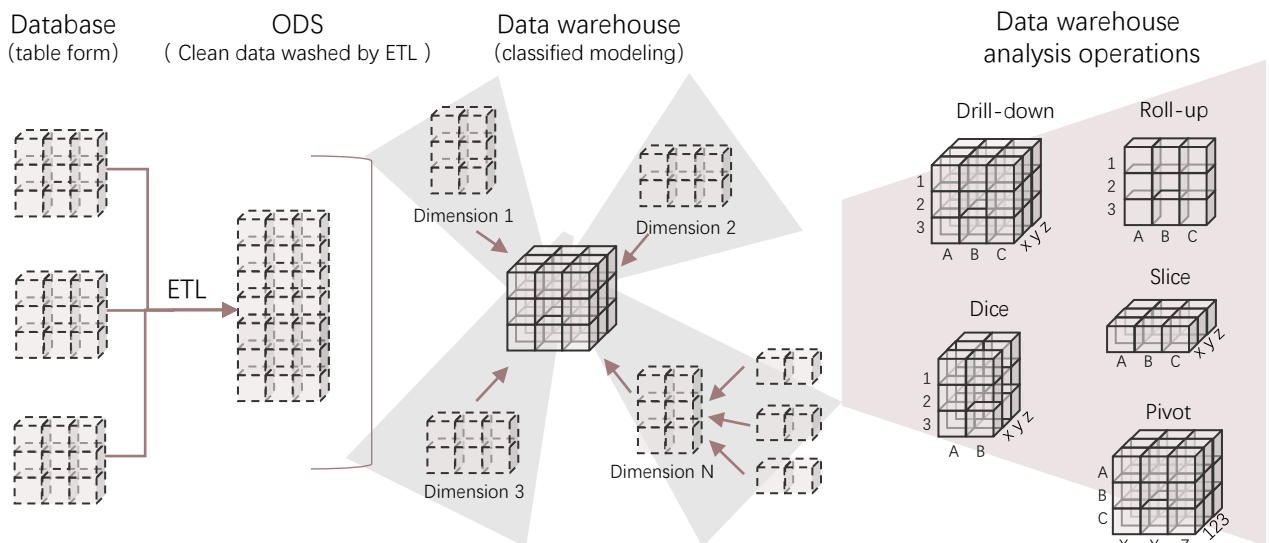 Database
(table form)
ODS
( Clean data washed by ETL )
Data warehouse
(classified modeling)
Data warehouse
analysis operations
ETL
Dimension 1
Dimension 2
Dimension 3
Dimension N
Drill-down
1
2
3
A B C
x y z
Roll-up
1
2
3
A B C
Dice
1
2
3
A B
x y z
Slice
A B C
x y z
Pivot
A
B
C
123